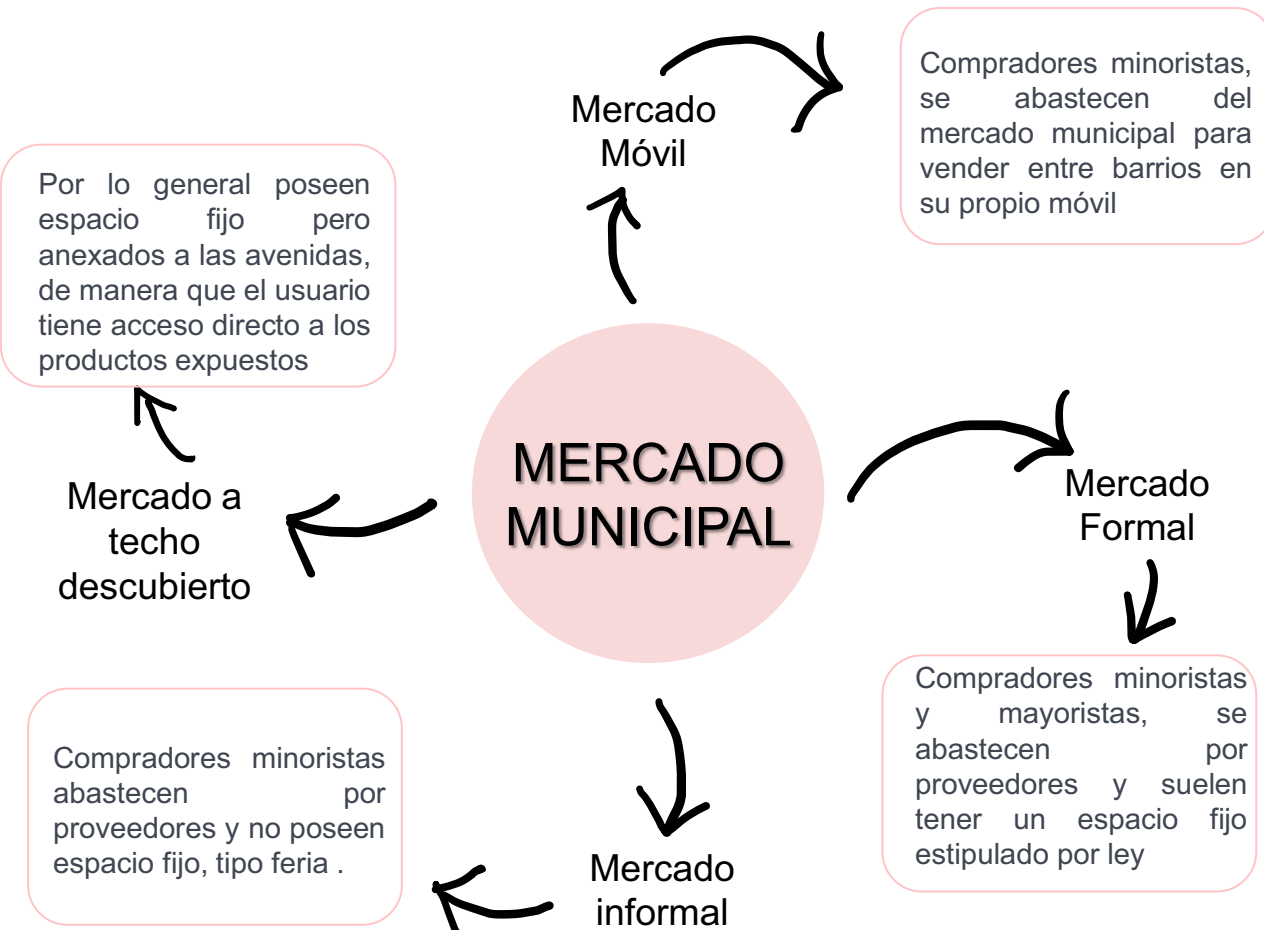 MERCADO
MUNICIPAL
Mercado
Móvil
Compradores minoristas,
se abastecen del
mercado municipal para
vender entre barrios en
su propio móvil
Mercado
Formal
Compradores minoristas
y mayoristas, se
abastecen por
proveedores y suelen
tener un espacio fijo
estipulado por ley
Mercado
informal
Compradores minoristas
abastecen por
proveedores y no poseen
espacio fijo, tipo feria .
Mercado a
techo
descubierto
Por lo general poseen
espacio fijo pero
anexados a las avenidas,
de manera que el usuario
tiene acceso directo a los
productos expuestos